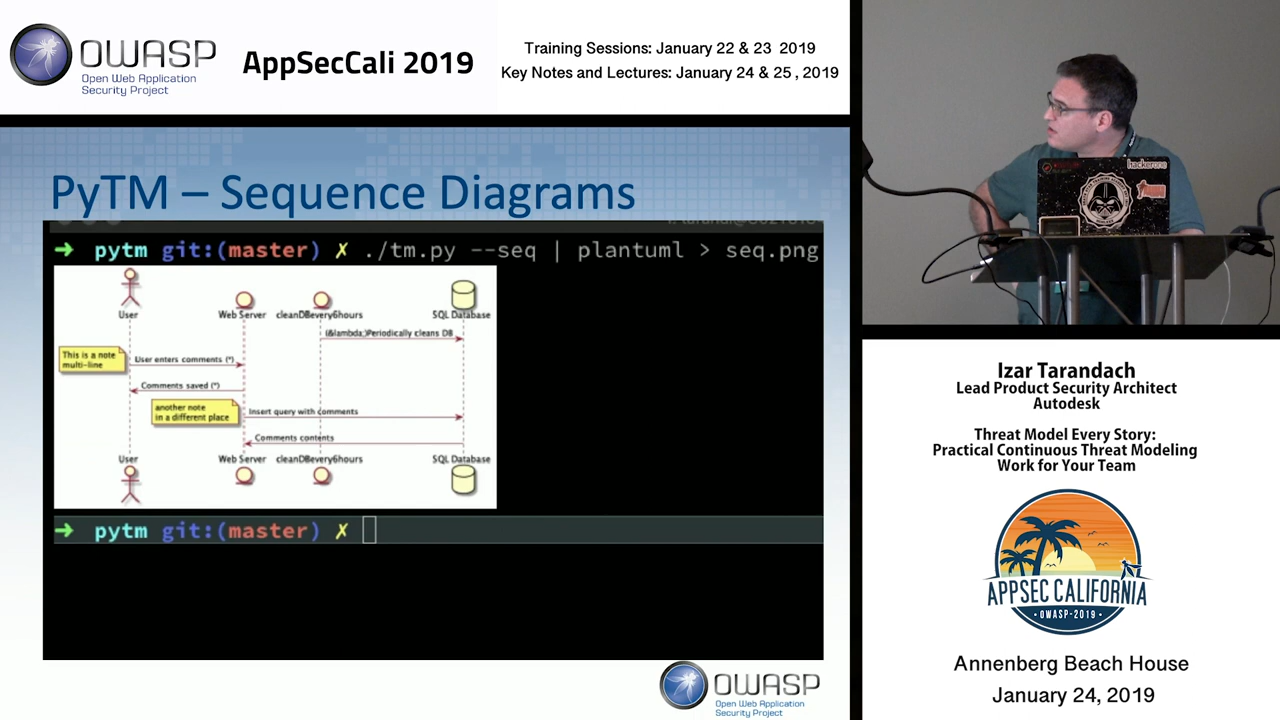 OWASP
Open Web Application
Security Project
AppSecCali 2019
Training Sessions: January 22 & 23 2019
Key Notes and Lectures: January 24 & 25 , 2019
PyTM – Sequence Diagrams
➜ pytm git:(master) ✗ ./tm.py --seq | plantuml > seq.png
User
Web Server
cleanDBevery6hours
SQL Database
(&lambda;)Periodically cleans DB
This is a note
multi-line
User enters comments (*)
Comments saved (*)
another note
in a different place
Insert query with comments
Comments contents
User
Web Server
cleanDBevery6hours
SQL Database
➜ pytm git:(master) ✗
OWASP
Open Web Application
Security Project
hackerone
Izar Tarandach
Lead Product Security Architect
Autodesk
Threat Model Every Story:
Practical Continuous Threat Modeling
Work for Your Team
APPSEC CALIFORNIA
· OWASP-2019 ·
Annenberg Beach House
January 24, 2019